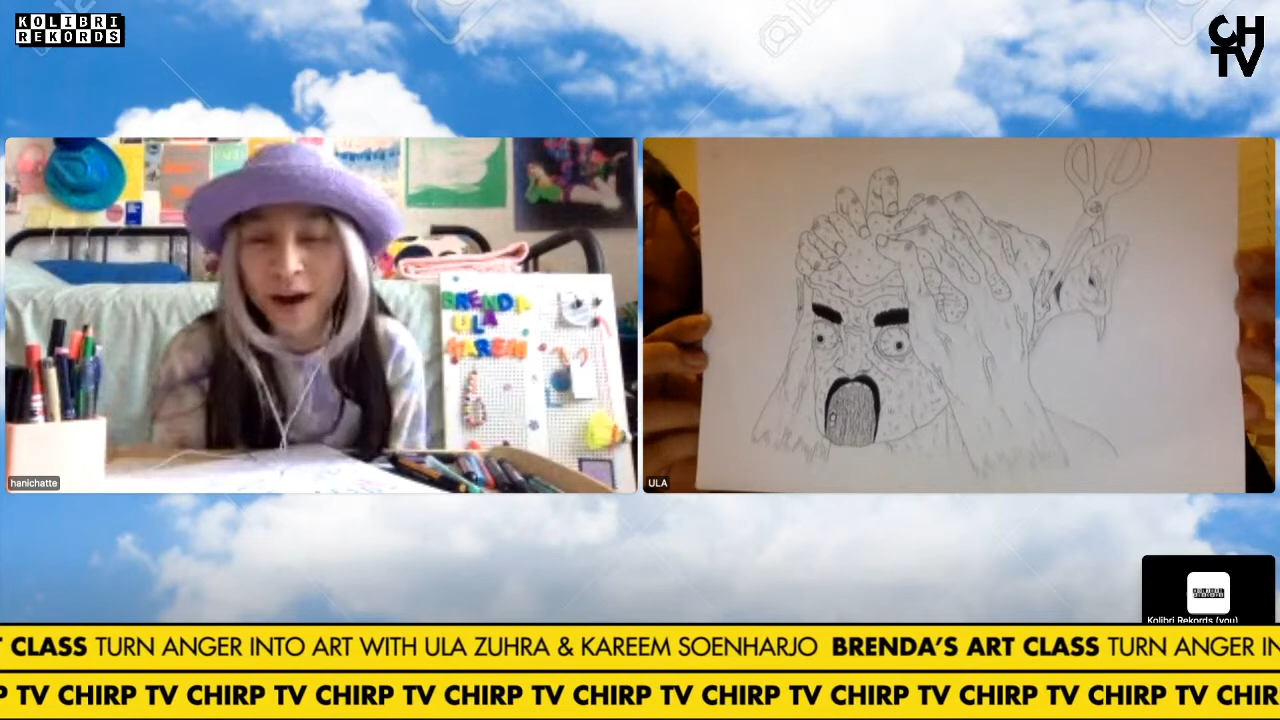 KOLIBRI
REKORDS
CH
TV
BRENDA
ULA
KAREEM
hanichatte
ULA
Kolibri Rekords (you)
T CLASS TURN ANGER INTO ART WITH ULA ZUHRA & KAREEM SOENHARJO BRENDA'S ART CLASS TURN ANGER IN
P TV CHIRP TV CHIRP TV CHIRP TV CHIRP TV CHIRP TV CHIRP TV CHIRP TV CHIRP TV CHIRP TV CHIR